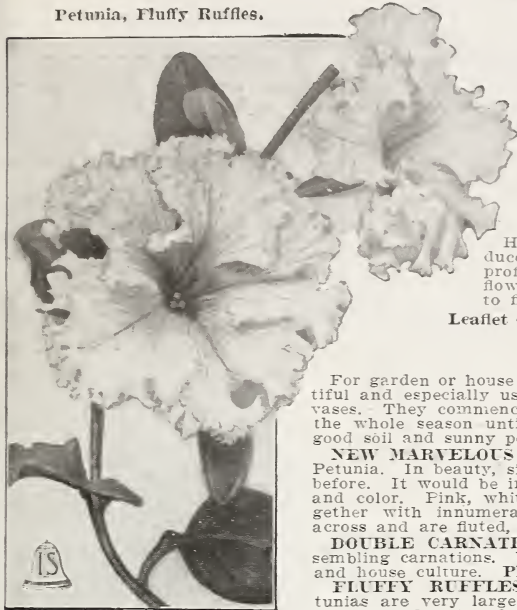 Petunia, Fluffy Ruffles.
H
duce
prof
flow
to f
Leaflet
For garden or house
tiful and especially us
vases. They commenc
the whole season unti
good soil and sunny p
NEW MARVELOUS
Petunia. In beauty, s
before. It would be i
and color. Pink, whi
gether with innumera
across and are fluted,
DOUBLE CARNATI
sembling carnations.
and house culture. P
FLUFFY RUFFLES
tunias are very large
IS